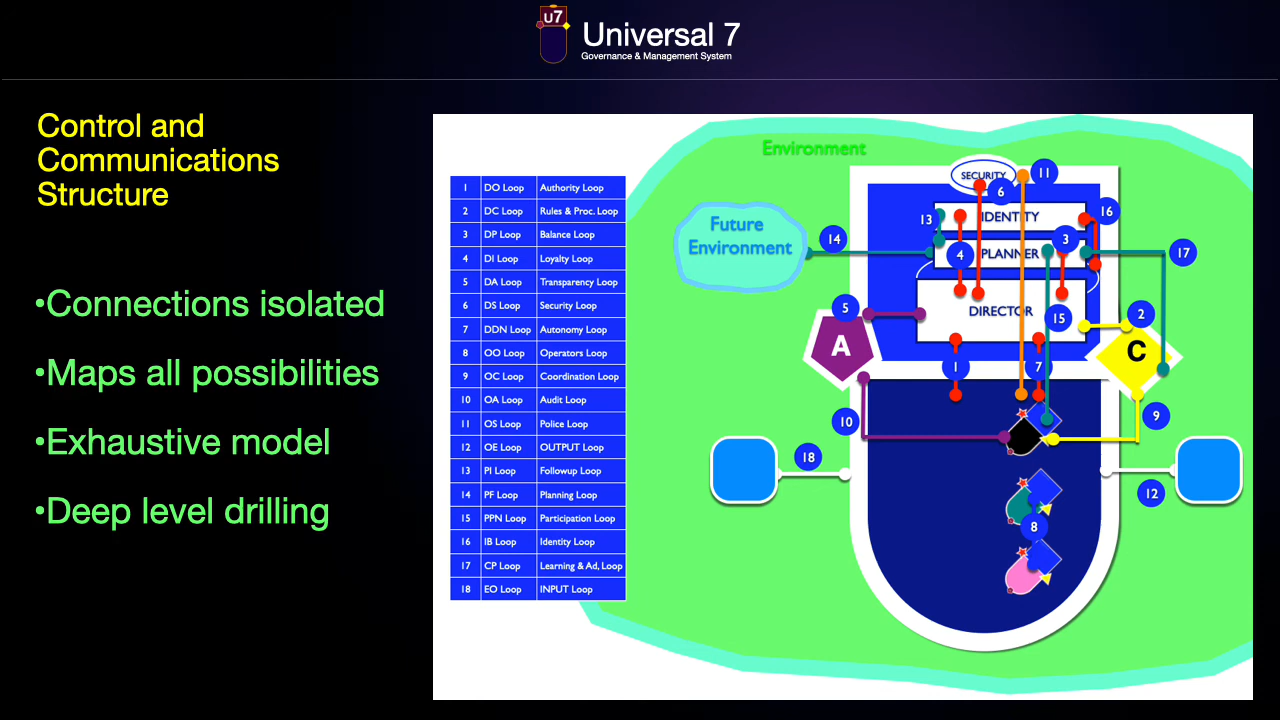 U7
Universal 7
Governance & Management System
Control and
Communications
Structure
•Connections isolated
•Maps all possibilities
•Exhaustive model
•Deep level drilling
1 DO Loop Authority Loop
2 DC Loop Rules & Proc. Loop
3 DP Loop Balance Loop
4 DI Loop Loyalty Loop
5 DA Loop Transparency Loop
6 DS Loop Security Loop
7 DDN Loop Autonomy Loop
8 OO Loop Operators Loop
9 OC Loop Coordination Loop
10 OA Loop Audit Loop
11 OS Loop Police Loop
12 OE Loop OUTPUT Loop
13 PI Loop Followup Loop
14 PF Loop Planning Loop
15 PPN Loop Participation Loop
16 IB Loop Identity Loop
17 CP Loop Learning & Ad, Loop
18 EO Loop INPUT Loop
Environment
SECURITY
11
6
13
IDENTITY
16
Future
Environment
14
4
PLANNER
3
17
5
DIRECTOR
15
2
A
C
1
7
10
9
18
12
8